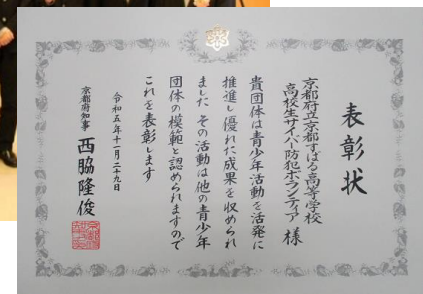 表彰状
京都府立京都すばる高等学校
高校生サイバー防犯ボランティア 様
貴団体は青少年活動を活発に
推進し優れた成果を収められ
ました その活動は他の青少年
団体の模範と認められますので
これを表彰します
令和五年十一月二十九日
京都府知事 西脇隆俊